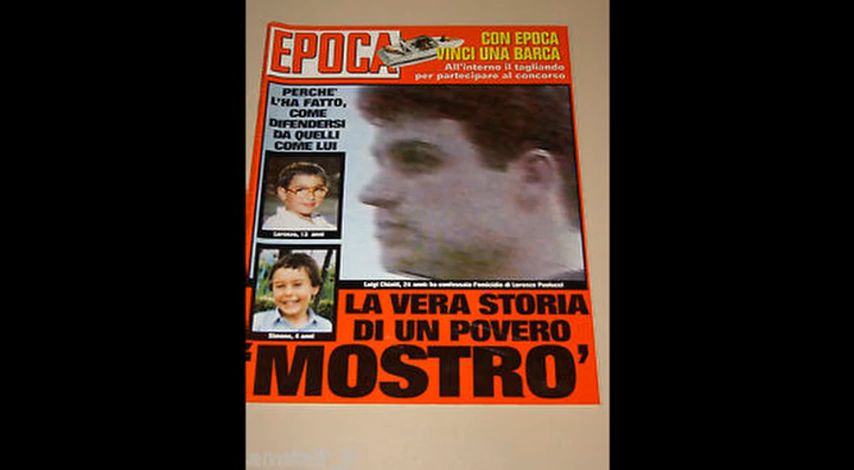 EPOCA
CON EPOCA
VINCI UNA BARCA
All'interno il tagliando
per partecipare al concorso
PERCHE'
L'HA FATTO,
COME
DIFENDERSI
DA QUELLI
COME LUI
Lorenzo, 13 anni
Luigi Chiatti, 24 anni: ha confessato l'omicidio di Lorenzo Paolucci
Simone, 4 anni
LA VERA STORIA
DI UN POVERO
'MOSTRO'